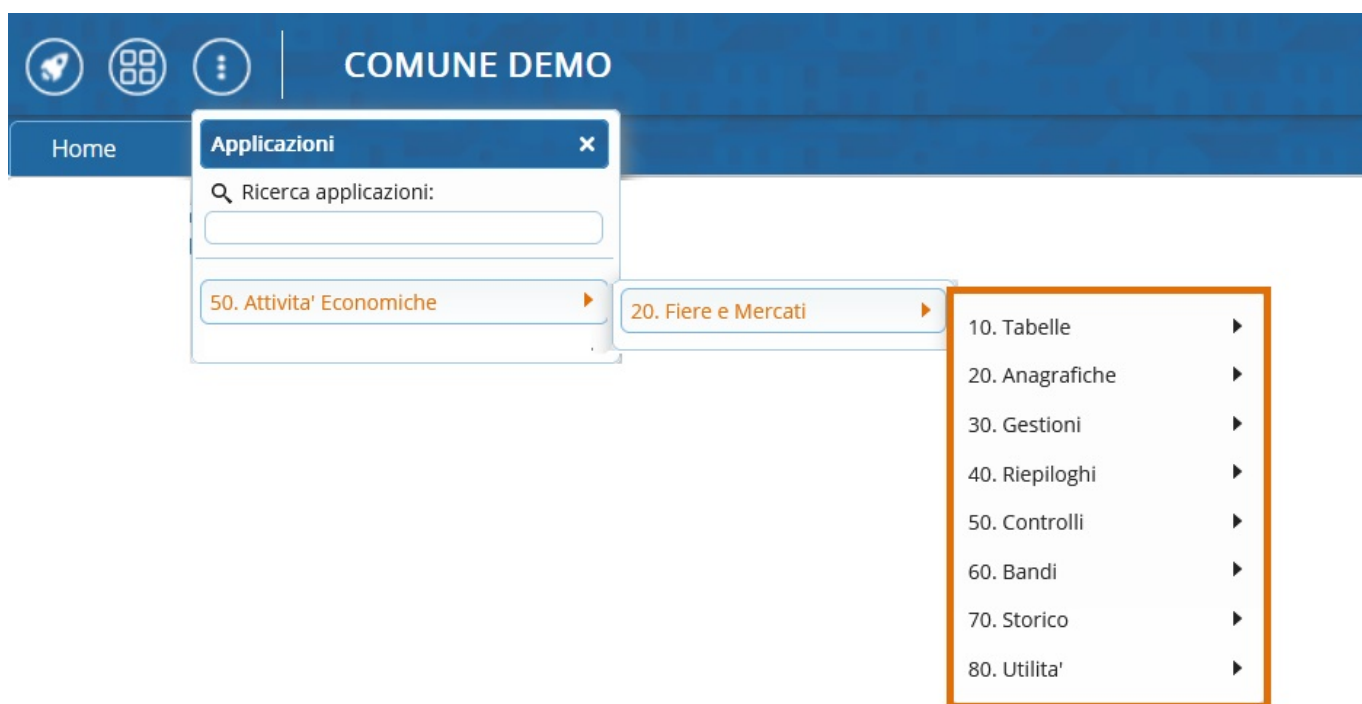 COMUNE DEMO
Home
Applicazioni
Ricerca applicazioni:
50. Attivita' Economiche
20. Fiere e Mercati
10. Tabelle
20. Anagrafiche
30. Gestioni
40. Riepiloghi
50. Controlli
60. Bandi
70. Storico
80. Utilita'